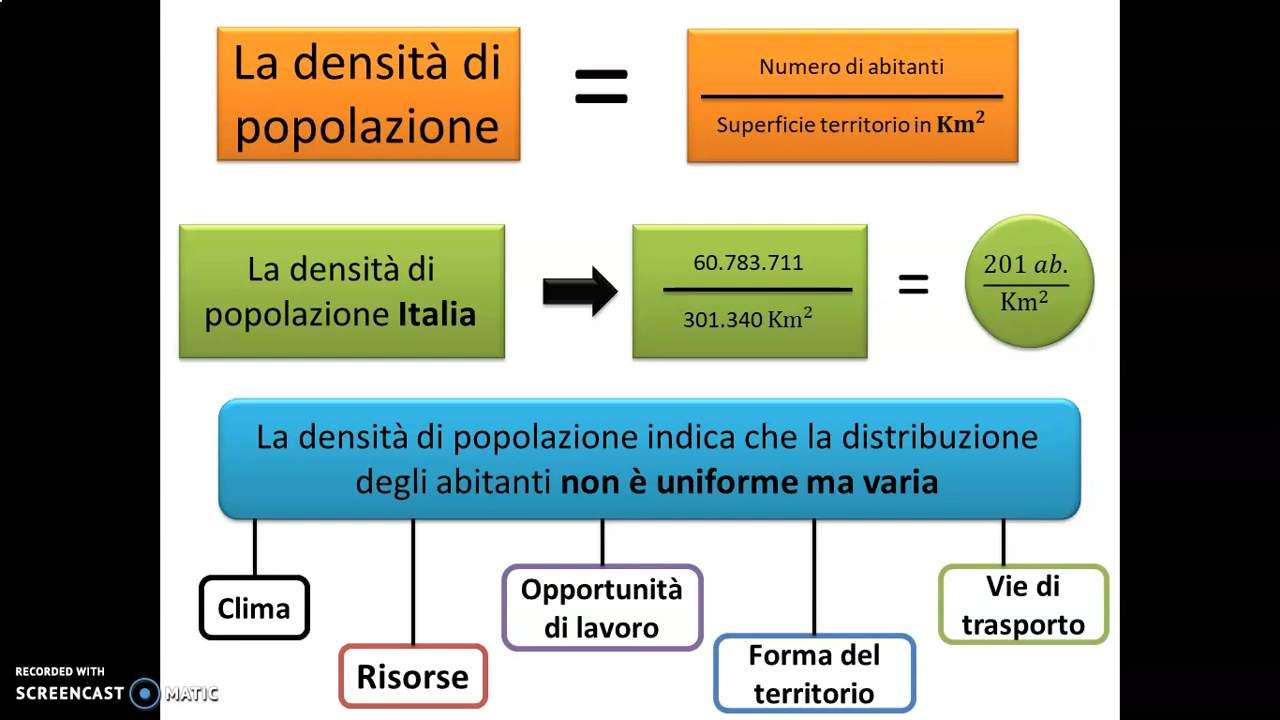 La densità di
popolazione
=
Numero di abitanti
Superficie territorio in Km²
La densità di
popolazione Italia
60.783.711
301.340 Km²
=
201 ab.
Km²
La densità di popolazione indica che la distribuzione
degli abitanti non è uniforme ma varia
Clima
Risorse
Opportunità
di lavoro
Forma del
territorio
Vie di
trasporto
RECORDED WITH
SCREENCAST MATIC